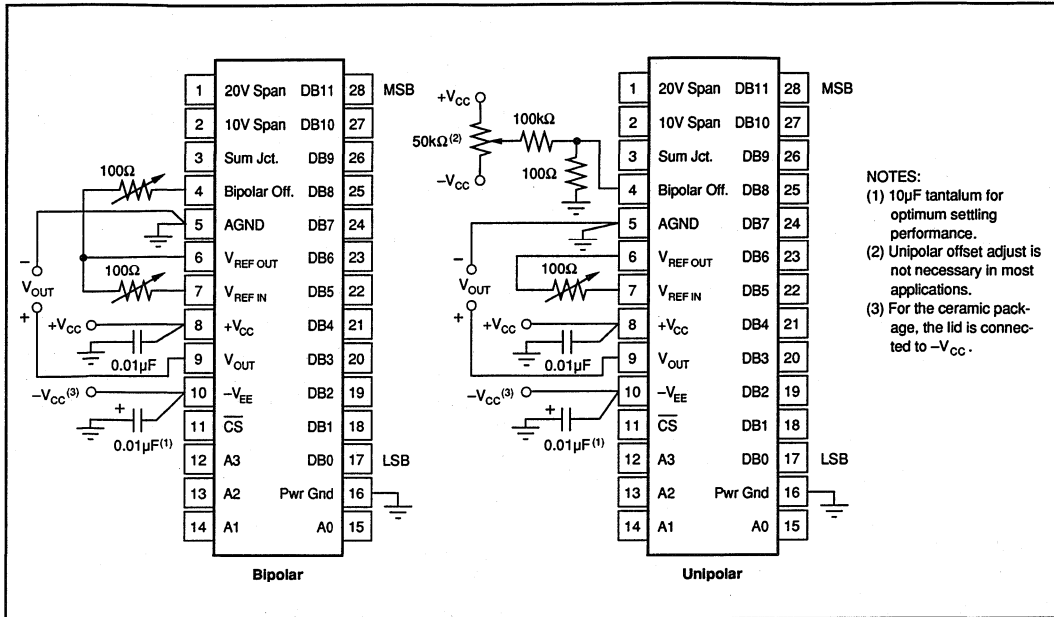 1 20V Span DB11 28 MSB
2 10V Span DB10 27
3 Sum Jct. DB9 26
100Ω
4 Bipolar Off. DB8 25
5 AGND DB7 24
6 V_REF OUT DB6 23
− V_OUT +
100Ω
7 V_REF IN DB5 22
+V_CC 8 +V_CC DB4 21
0.01µF
9 V_OUT DB3 20
−V_CC (3) 10 −V_EE DB2 19
+
0.01µF(1)
11 C̅S̅ DB1 18
12 A3 DB0 17 LSB
13 A2 Pwr Gnd 16
14 A1 A0 15
Bipolar
1 20V Span DB11 28 MSB
+V_CC
100kΩ
2 10V Span DB10 27
50kΩ(2)
3 Sum Jct. DB9 26
100Ω
−V_CC
4 Bipolar Off. DB8 25
5 AGND DB7 24
6 V_REF OUT DB6 23
− V_OUT +
100Ω
7 V_REF IN DB5 22
+V_CC 8 +V_CC DB4 21
0.01µF
9 V_OUT DB3 20
−V_CC (3) 10 −V_EE DB2 19
+
0.01µF(1)
11 C̅S̅ DB1 18
12 A3 DB0 17 LSB
13 A2 Pwr Gnd 16
14 A1 A0 15
Unipolar
NOTES:
(1) 10µF tantalum for
optimum settling
performance.
(2) Unipolar offset adjust is
not necessary in most
applications.
(3) For the ceramic pack-
age, the lid is connec-
ted to −V_CC.